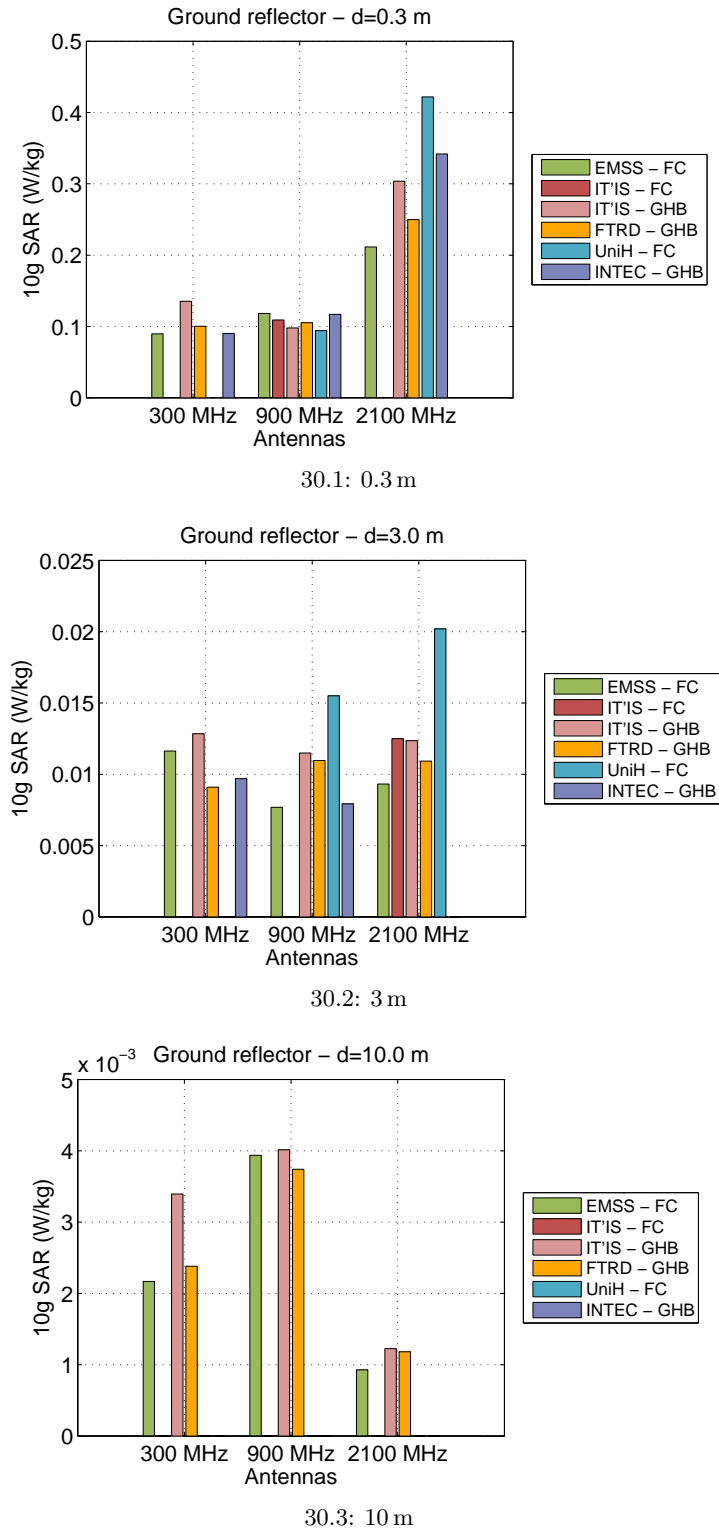 Ground reflector − d=0.3 m
0.5
0.4
0.3
0.2
0.1
0
10g SAR (W/kg)
300 MHz 900 MHz 2100 MHz
Antennas
EMSS − FC
IT'IS − FC
IT'IS − GHB
FTRD − GHB
UniH − FC
INTEC − GHB
30.1: 0.3 m
Ground reflector − d=3.0 m
0.025
0.02
0.015
0.01
0.005
0
10g SAR (W/kg)
300 MHz 900 MHz 2100 MHz
Antennas
EMSS − FC
IT'IS − FC
IT'IS − GHB
FTRD − GHB
UniH − FC
INTEC − GHB
30.2: 3 m
x 10⁻³ Ground reflector − d=10.0 m
5
4
3
2
1
0
10g SAR (W/kg)
300 MHz 900 MHz 2100 MHz
Antennas
EMSS − FC
IT'IS − FC
IT'IS − GHB
FTRD − GHB
UniH − FC
INTEC − GHB
30.3: 10 m